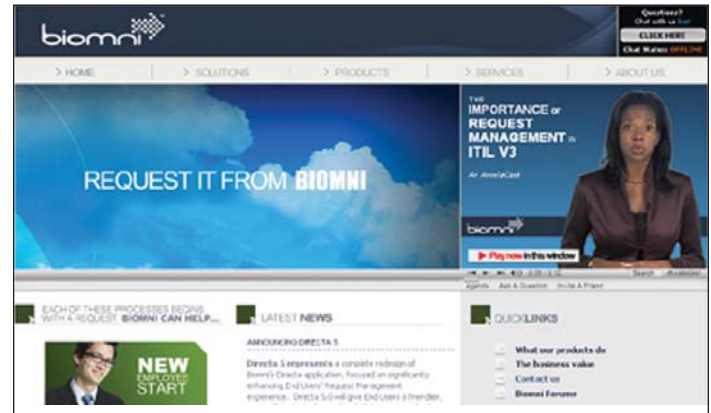 biomni
Questions?
Chat with us live!
CLICK HERE
Chat Status: OFFLINE
> HOME
> SOLUTIONS
> PRODUCTS
> SERVICES
> ABOUT US
REQUEST IT FROM BIOMNI
THE
IMPORTANCE OF
REQUEST
MANAGEMENT IN
ITIL V3
An AccelaCast
biomni
Play now in this window
Search
Agenda Ask A Question Invite A Friend
EACH OF THESE PROCESSES BEGINS
WITH A REQUEST. BIOMNI CAN HELP...
NEW
EMPLOYEE
START
LATEST NEWS
ANNOUNCING DIRECTA 5
Directa 5 represents a complete redesign of
Biomni's Directa application, focused on significantly
enhancing End Users' Request Management
experience. Directa 5.0 will give End Users a friendlier,
QUICKLINKS
What our products do
The business value
Contact us
Biomni Forums